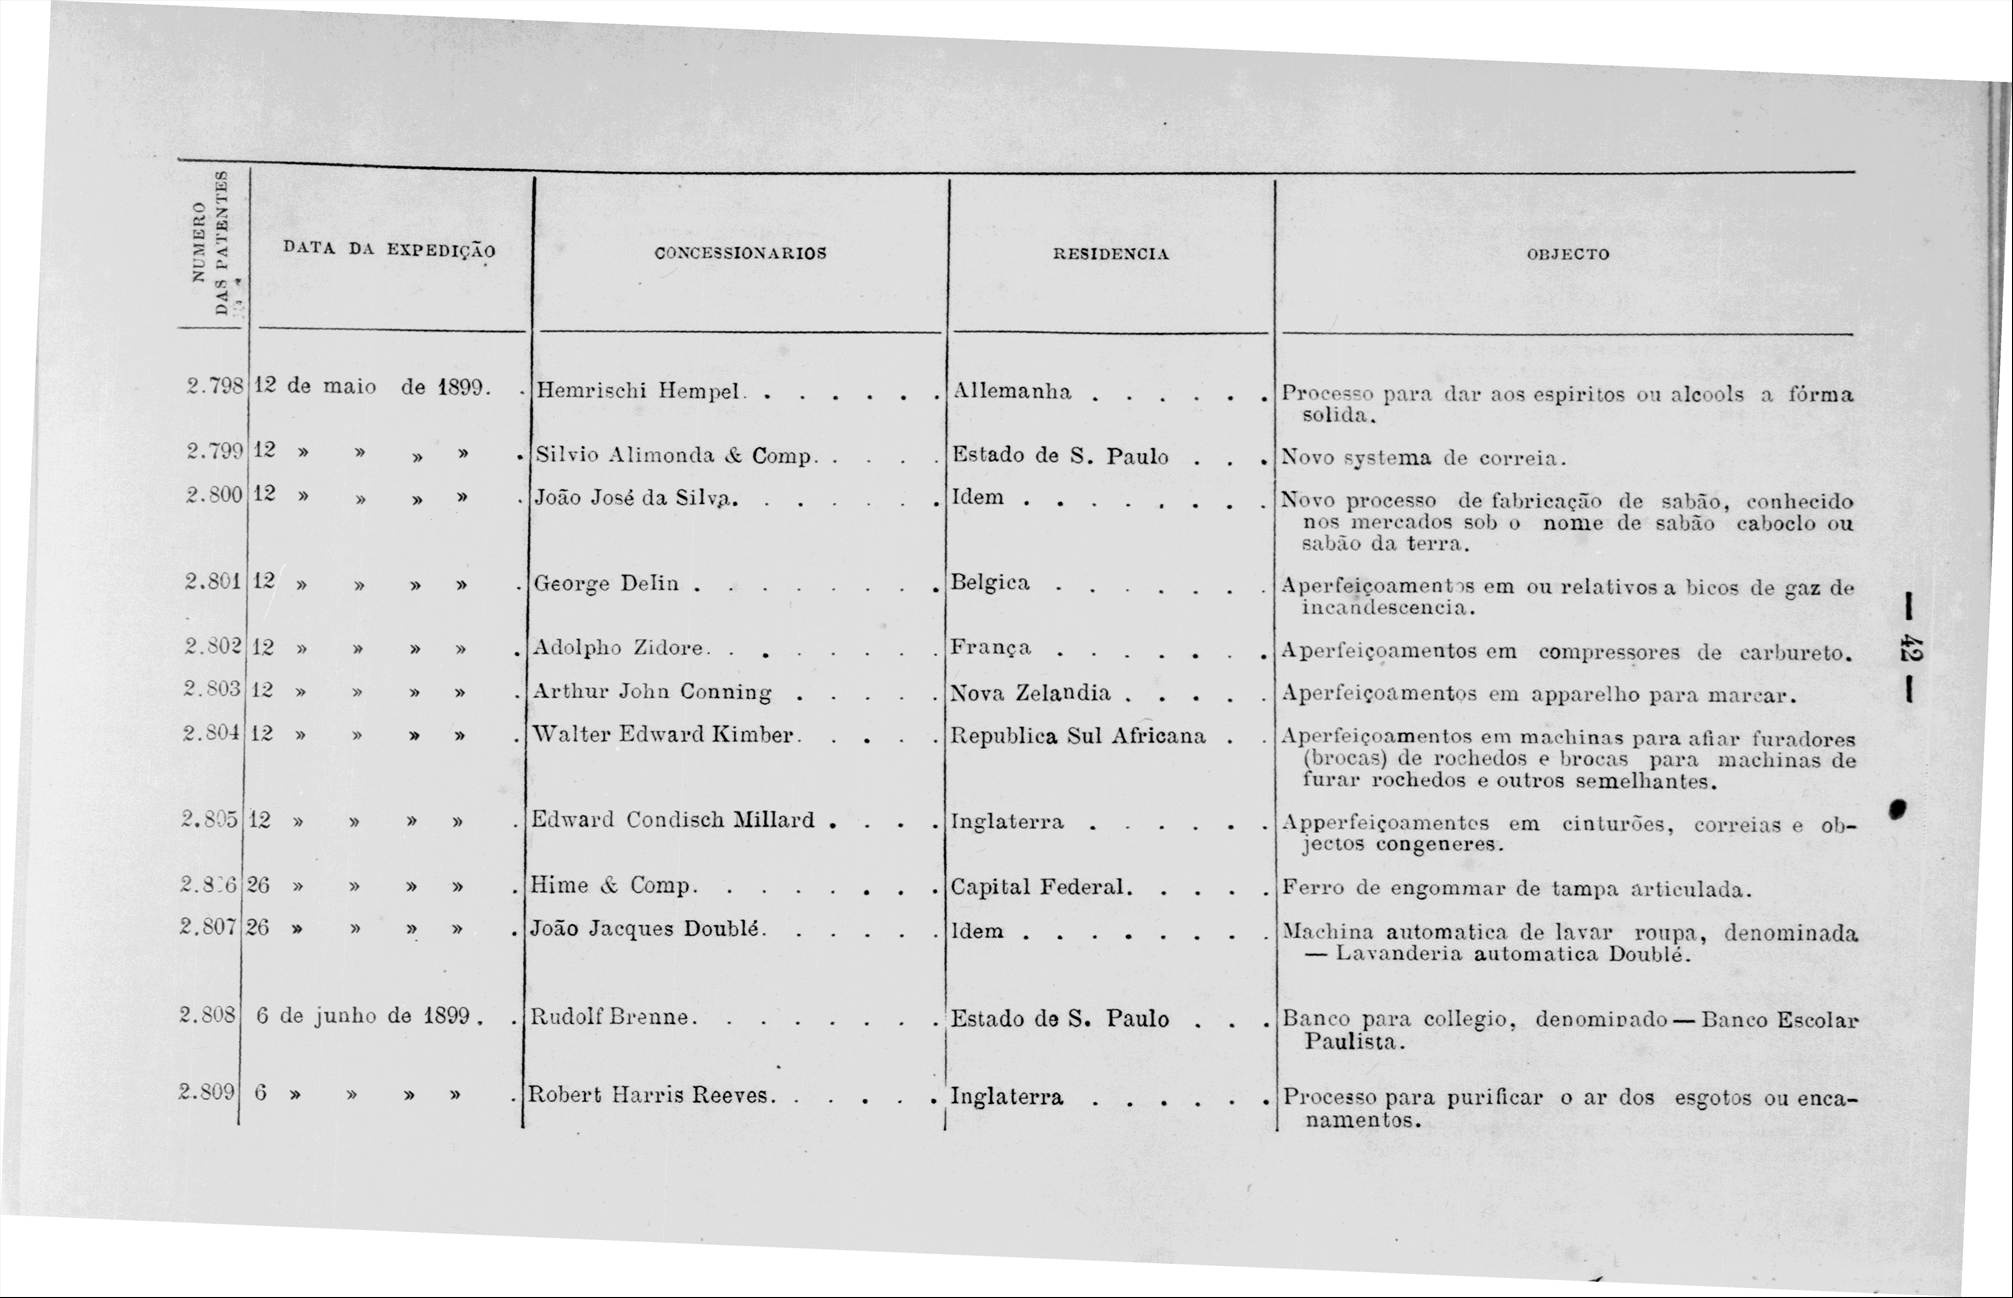 NUMERO DAS PATENTES
DATA DA EXPEDIÇÃO
CONCESSIONARIOS
RESIDENCIA
OBJECTO
2.798 12 de maio de 1899. . Hemrischi Hempel. . . . . . . Allemanha . . . . . . Processo para dar aos espiritos ou alcools a fórma
solida.
2.799 12 » » » » . Silvio Alimonda & Comp. . . . . Estado de S. Paulo . . . Novo systema de correia.
2.800 12 » » » » . João José da Silva. . . . . . . Idem . . . . . . . . Novo processo de fabricação de sabão, conhecido
nos mercados sob o nome de sabão caboclo ou
sabão da terra.
2.801 12 » » » » . George Delin . . . . . . . . Belgica . . . . . . . Aperfeiçoamentos em ou relativos a bicos de gaz de
incandescencia.
2.802 12 » » » » . Adolpho Zidore. . . . . . . . França . . . . . . . Aperfeiçoamentos em compressores de carbureto.
2.803 12 » » » » . Arthur John Conning . . . . . Nova Zelandia . . . . . Aperfeiçoamentos em apparelho para marcar.
2.804 12 » » » » . Walter Edward Kimber. . . . . Republica Sul Africana . . Aperfeiçoamentos em machinas para afiar furadores
(brocas) de rochedos e brocas para machinas de
furar rochedos e outros semelhantes.
2.805 12 » » » » . Edward Condisch Millard . . . . Inglaterra . . . . . . Apperfeiçoamentos em cinturões, correias e ob-
jectos congeneres.
2.806 26 » » » » . Hime & Comp. . . . . . . . Capital Federal. . . . . Ferro de engommar de tampa articulada.
2.807 26 » » » » . João Jacques Doublé. . . . . . Idem . . . . . . . . Machina automatica de lavar roupa, denominada
— Lavanderia automatica Doublé.
2.808 6 de junho de 1899. . Rudolf Brenne. . . . . . . . Estado de S. Paulo . . . Banco para collegio, denominado — Banco Escolar
Paulista.
2.809 6 » » » » . Robert Harris Reeves. . . . . . Inglaterra . . . . . . Processo para purificar o ar dos esgotos ou enca-
namentos.
— 42 —